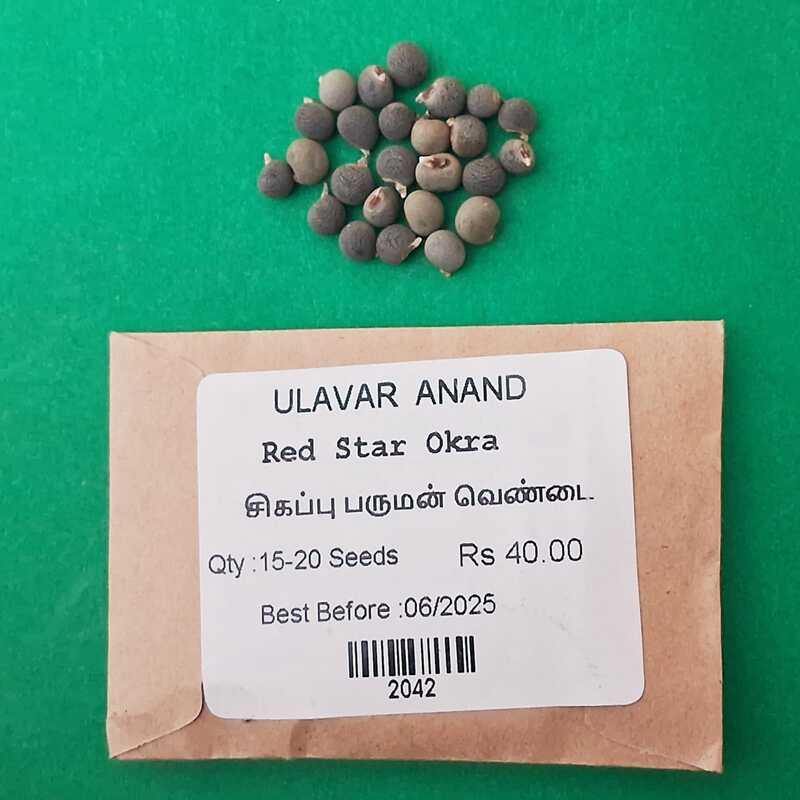 ULAVAR ANAND
Red Star Okra
சிகப்பு பருமன் வெண்டை.
Qty :15-20 Seeds Rs 40.00
Best Before :06/2025
2042